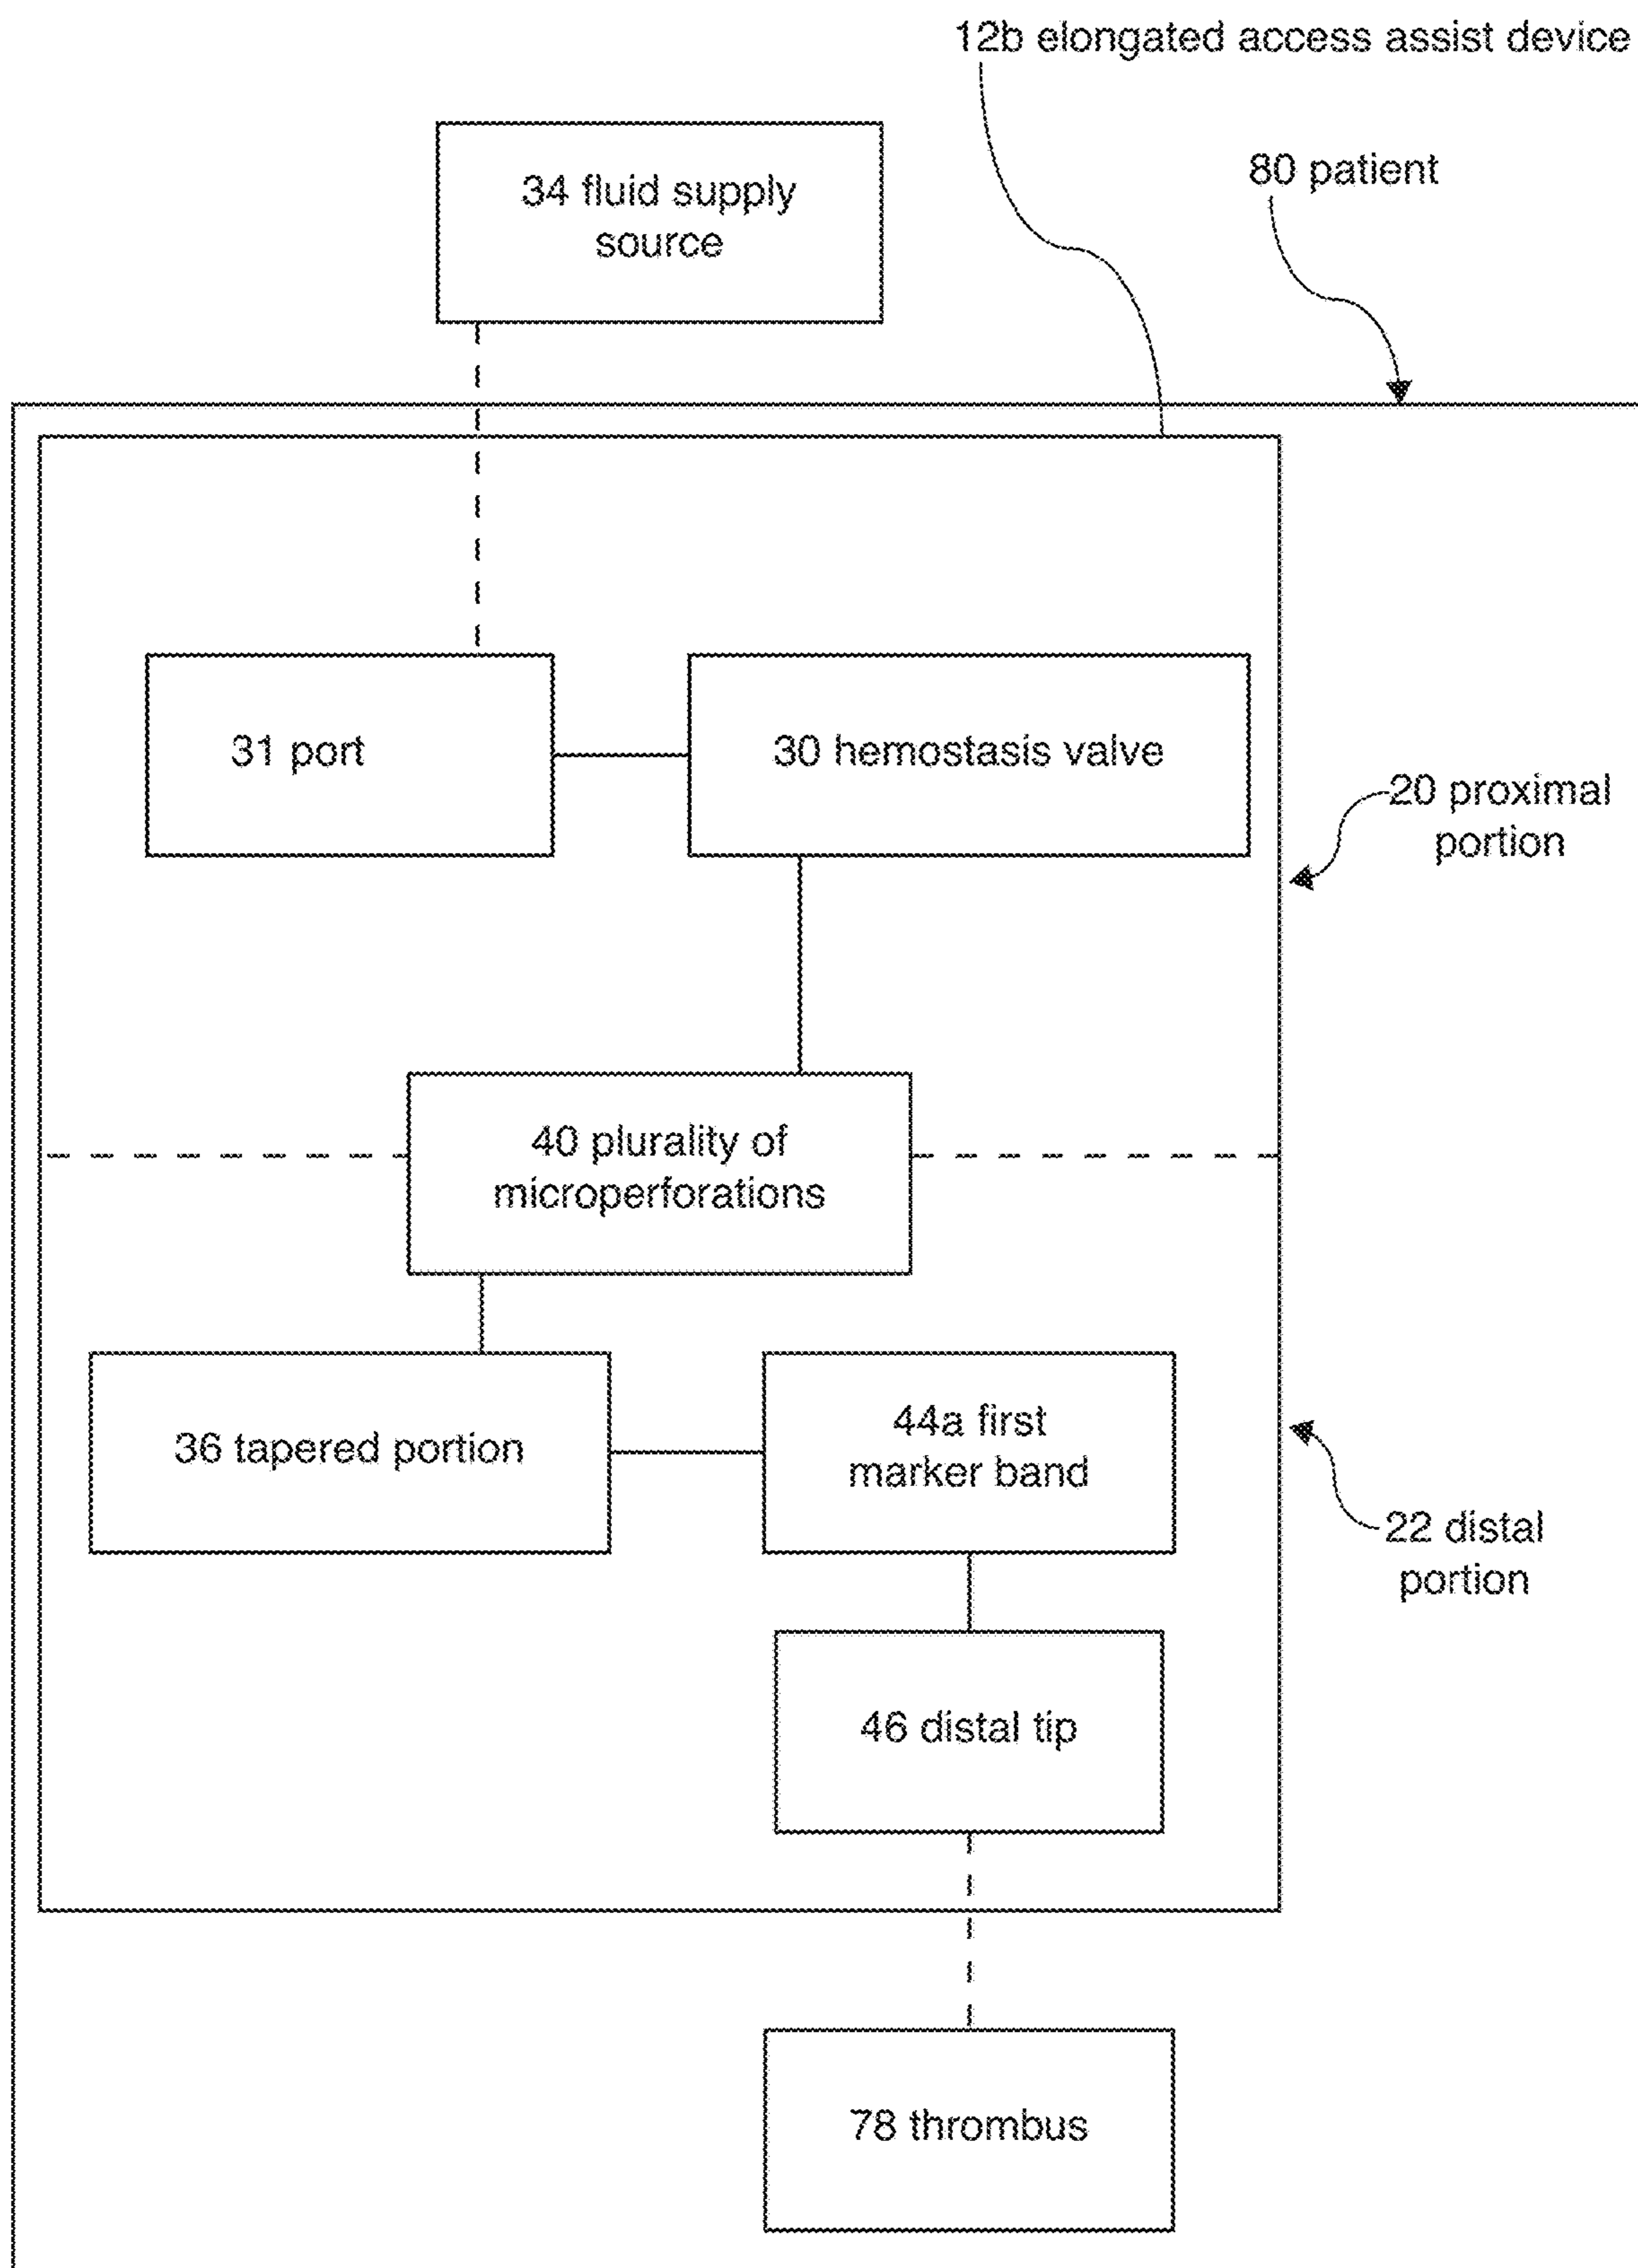 12b elongated access assist device
80 patient
34 fluid supply
source
31 port
30 hemostasis valve
20 proximal
portion
40 plurality of
microperforations
36 tapered portion
44a first
marker band
22 distal
portion
46 distal tip
78 thrombus